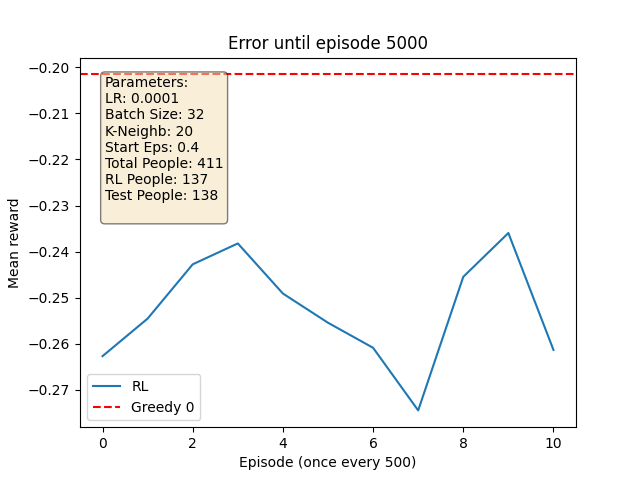 Error until episode 5000
Mean reward
−0.20
−0.21
−0.22
−0.23
−0.24
−0.25
−0.26
−0.27
Parameters:
LR: 0.0001
Batch Size: 32
K-Neighb: 20
Start Eps: 0.4
Total People: 411
RL People: 137
Test People: 138
RL
Greedy 0
0 2 4 6 8 10
Episode (once every 500)